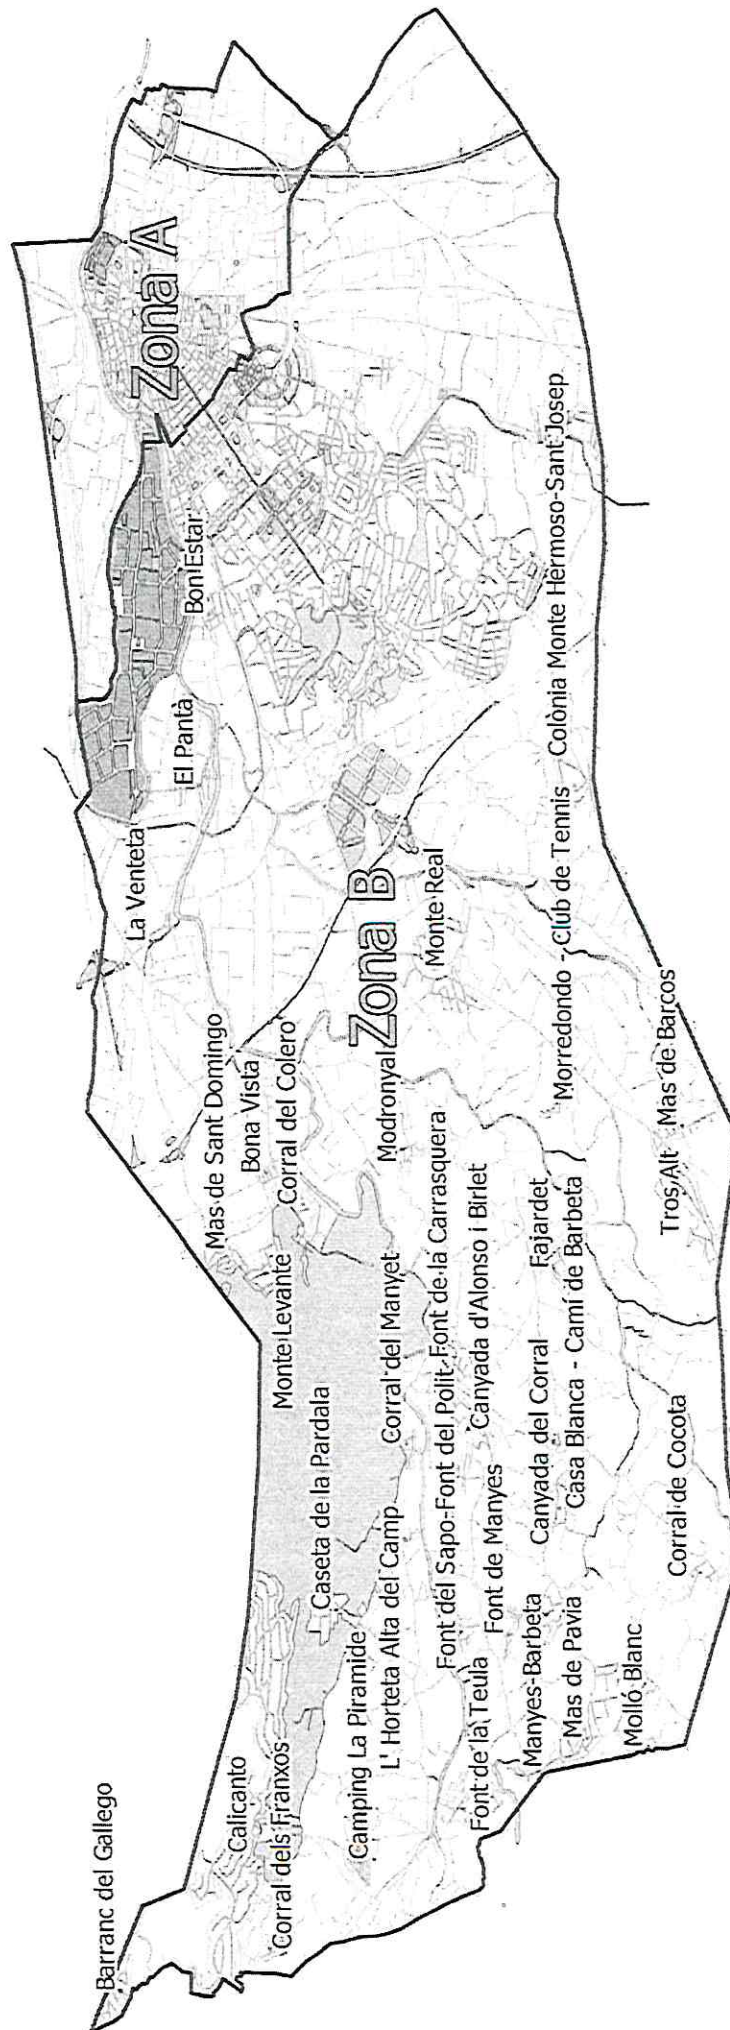 Barranc del Gallego
Calicanto
Corral dels Franxos
Camping La Piramide
L' Horteta Alta del Camp
Caseta de la Pardala
Monte Levante
Corral del Manyet
Font del Sapo-Font del Polit-Font de la Carrasquera
Font de la Teula
Font de Manyes
Canyada d'Alonso i Birlet
Manyes-Barbeta
Mas de Pavia
Molló Blanc
Canyada del Corral
Casa Blanca - Camí de Barbeta
Fajardet
Corral de Cocota
Tros Alt
Mas de Barcos
Mas de Sant Domingo
Bona Vista
Corral del Colero
Modronyal
Zona B
Monte Real
Morredondo - Club de Tennis
Colònia Monte Hermoso-Sant Josep
La Venteta
El Pantà
Bon Estar
Zona A